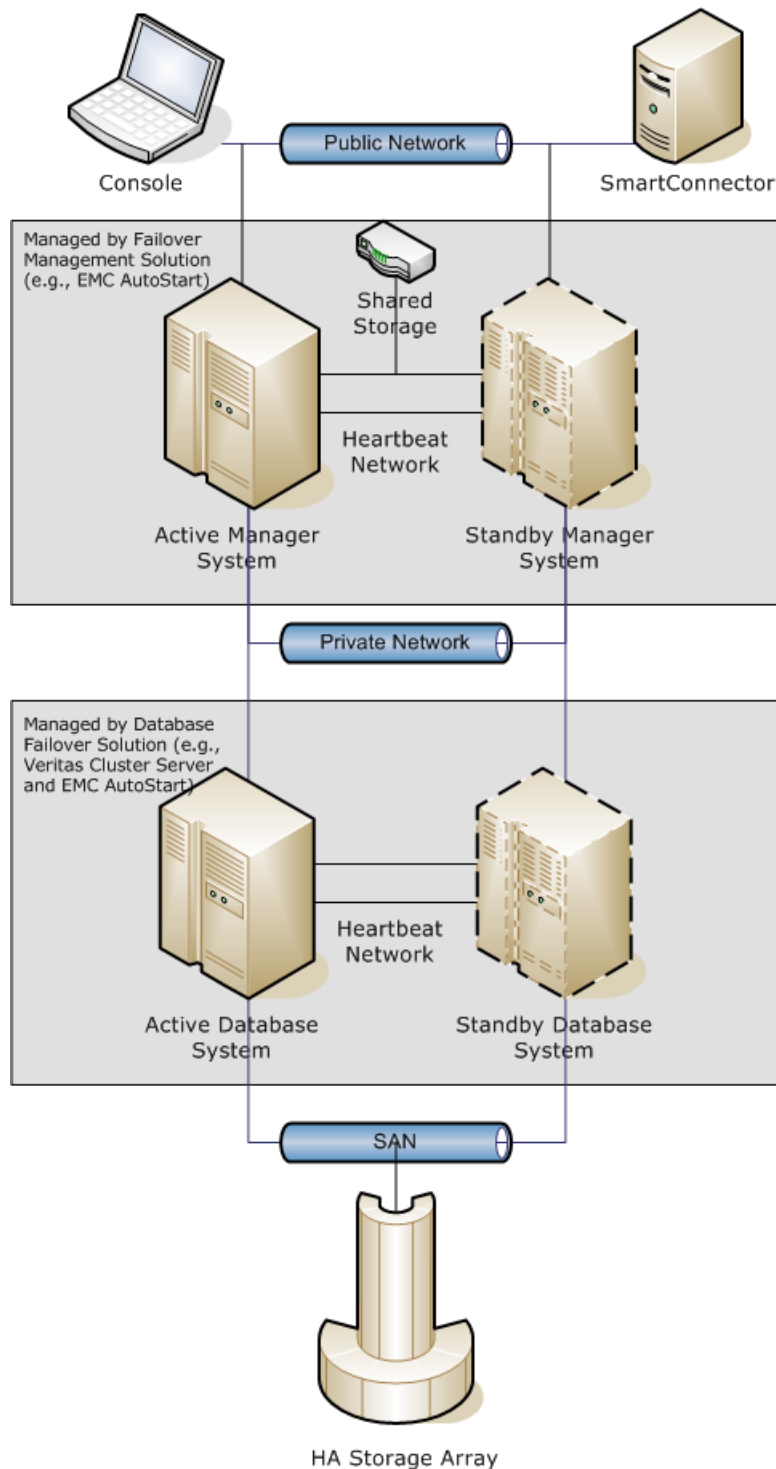 Public Network
Console
SmartConnector
Managed by Failover
Management Solution
(e.g., EMC AutoStart)
Shared
Storage
Heartbeat
Network
Active Manager
System
Standby Manager
System
Private Network
Managed by Database
Failover Solution (e.g.,
Veritas Cluster Server
and EMC AutoStart)
Heartbeat
Network
Active Database
System
Standby Database
System
SAN
HA Storage Array